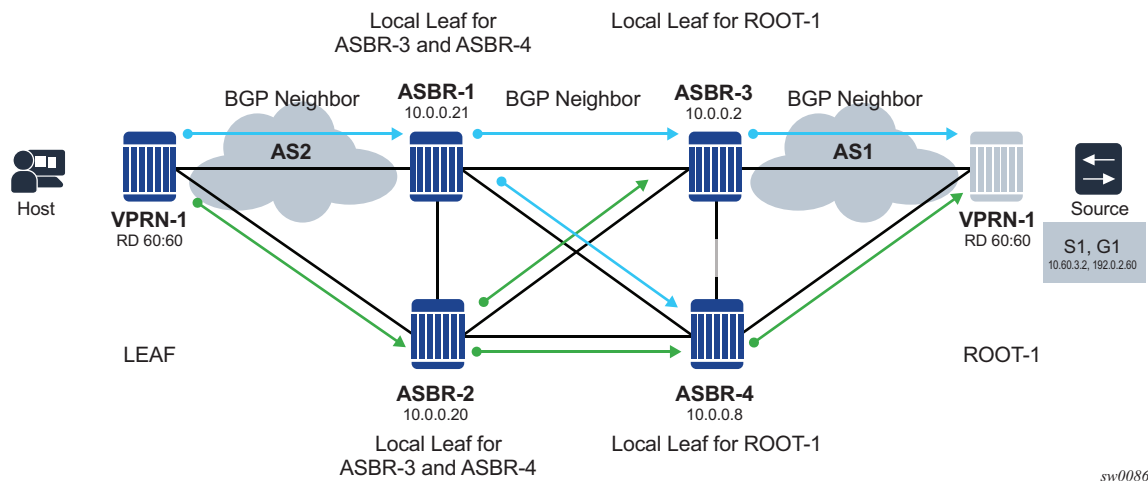 Local Leaf for
ASBR-3 and ASBR-4
Local Leaf for ROOT-1
BGP Neighbor
ASBR-1
10.0.0.21
BGP Neighbor
ASBR-3
10.0.0.2
BGP Neighbor
AS2
AS1
Host
VPRN-1
RD 60:60
VPRN-1
RD 60:60
Source
S1, G1
10.60.3.2, 192.0.2.60
LEAF
ROOT-1
ASBR-2
10.0.0.20
ASBR-4
10.0.0.8
Local Leaf for
ASBR-3 and ASBR-4
Local Leaf for ROOT-1
sw0086